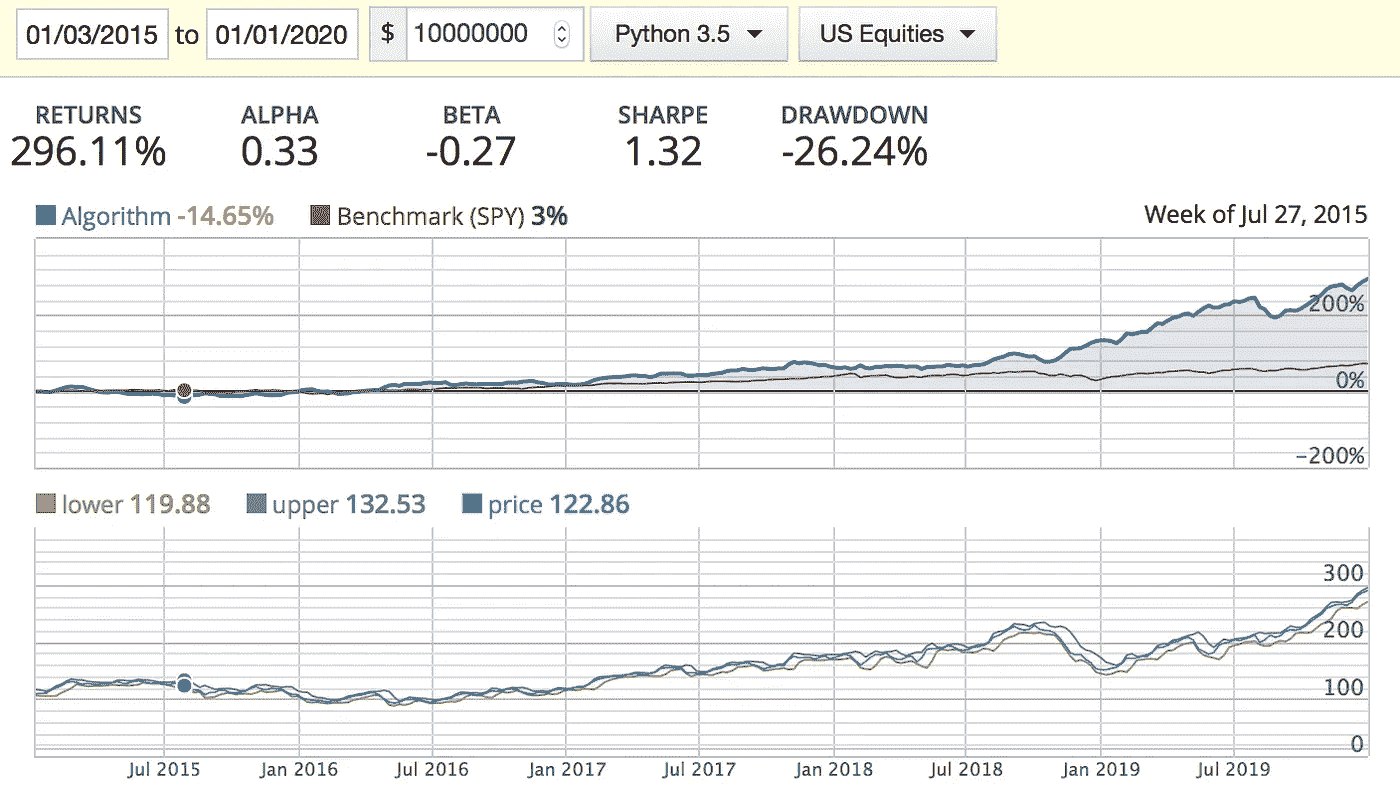 01/03/2015 to 01/01/2020 $ 10000000 Python 3.5 US Equities
RETURNS ALPHA BETA SHARPE DRAWDOWN
296.11% 0.33 -0.27 1.32 -26.24%
Algorithm -14.65% Benchmark (SPY) 3% Week of Jul 27, 2015
200%
0%
−200%
lower 119.88 upper 132.53 price 122.86
300
200
100
0
Jul 2015 Jan 2016 Jul 2016 Jan 2017 Jul 2017 Jan 2018 Jul 2018 Jan 2019 Jul 2019